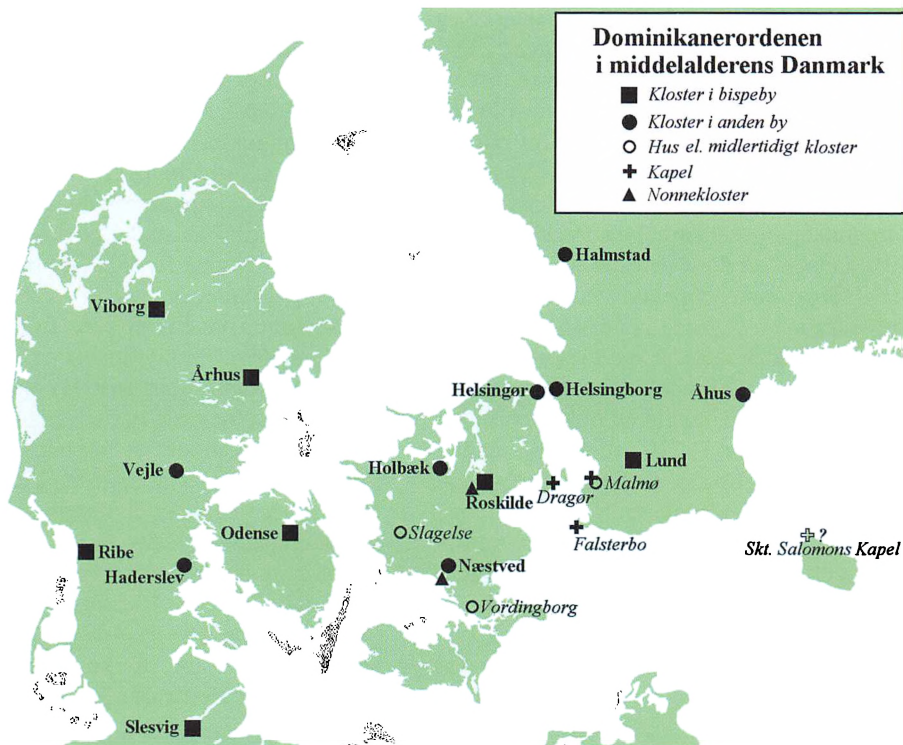 Dominikanerordenen
i middelalderens Danmark
Kloster i bispeby
Kloster i anden by
Hus el. midlertidigt kloster
Kapel
Nonnekloster
Halmstad
Viborg
Århus
Helsingør
Helsingborg
Åhus
Vejle
Holbæk
Lund
Roskilde
Dragør
Malmø
Odense
Slagelse
Falsterbo
?
Skt. Salomons Kapel
Ribe
Haderslev
Næstved
Vordingborg
Slesvig